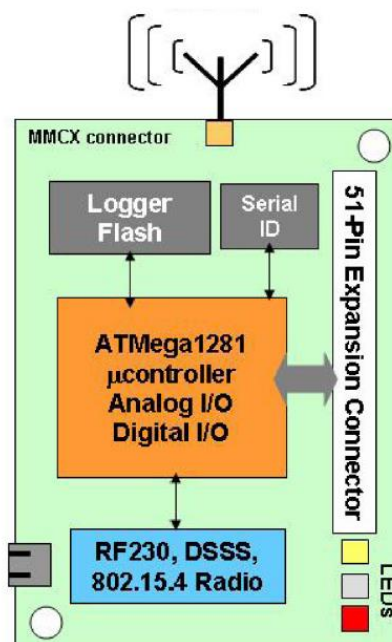 MMCX connector
Logger
Flash
Serial
ID
51-Pin Expansion Connector
ATMega1281
µcontroller
Analog I/O
Digital I/O
RF230, DSSS,
802.15.4 Radio
LEDs